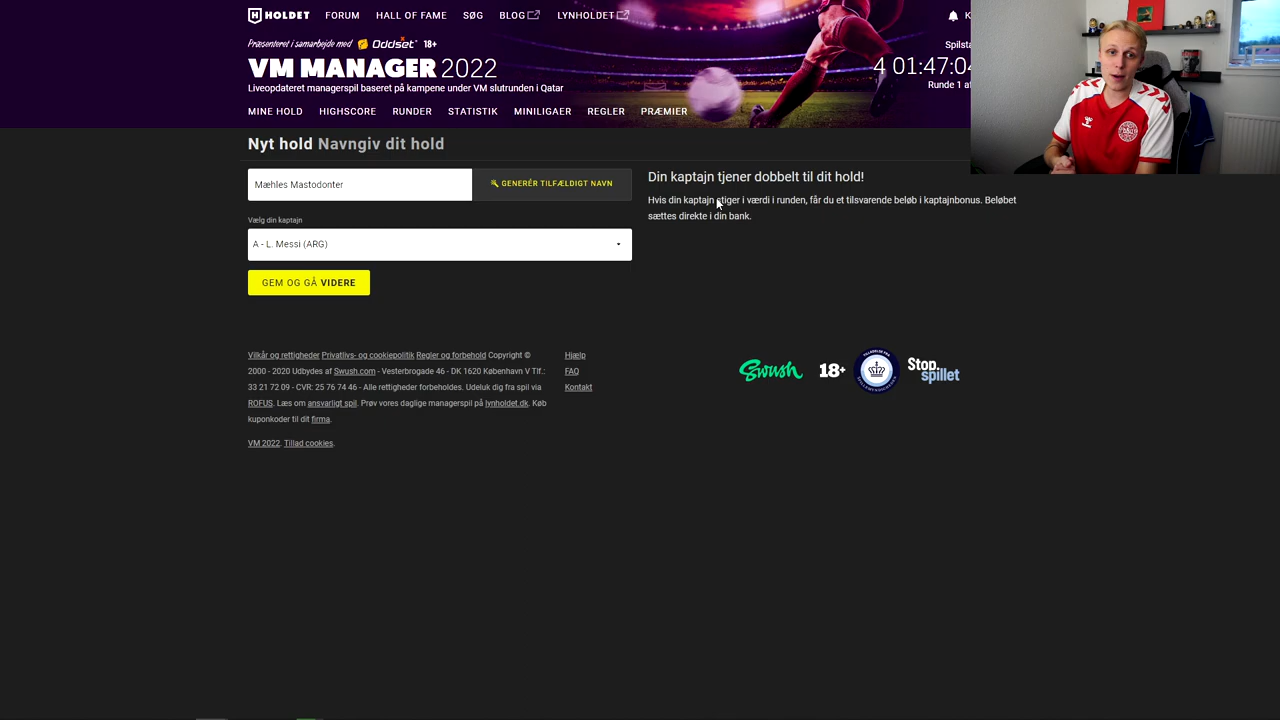 HOLDET FORUM HALL OF FAME SØG BLOG LYNHOLDET K
Præsenteret i samarbejde med Oddset 18+
Spilsta
VM MANAGER 2022
4 01:47:04
Liveopdateret managerspil baseret på kampene under VM slutrunden i Qatar
Runde 1 af
MINE HOLD HIGHSCORE RUNDER STATISTIK MINILIGAER REGLER PRÆMIER
Nyt hold Navngiv dit hold
Mæhles Mastodonter
GENERÉR TILFÆLDIGT NAVN
Din kaptajn tjener dobbelt til dit hold!
Hvis din kaptajn stiger i værdi i runden, får du et tilsvarende beløb i kaptajnbonus. Beløbet
sættes direkte i din bank.
Vælg din kaptajn
A - L. Messi (ARG)
GEM OG GÅ VIDERE
Vilkår og rettigheder Privatlivs- og cookiepolitik Regler og forbehold Copyright ©
2000 - 2020 Udbydes af Swush.com - Vesterbrogade 46 - DK 1620 København V Tlf.:
33 21 72 09 - CVR: 25 76 74 46 - Alle rettigheder forbeholdes. Udeluk dig fra spil via
ROFUS. Læs om ansvarligt spil. Prøv vores daglige managerspil på lynholdet.dk. Køb
kuponkoder til dit firma.
VM 2022. Tillad cookies.
Hjælp
FAQ
Kontakt
Swush
18+
Stop
spillet